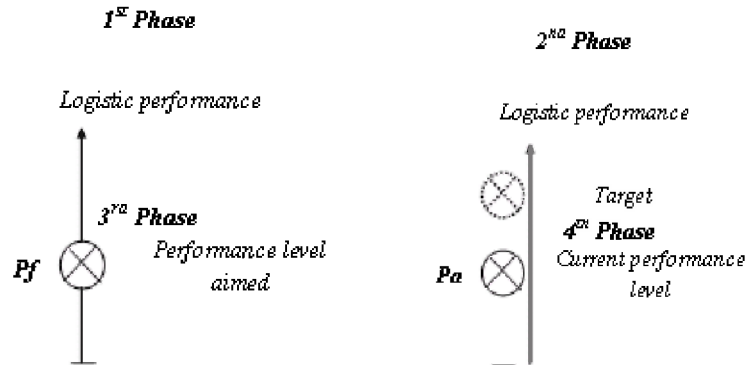 1st Phase
Logistic performance
3rd Phase
Pf
Performance level
aimed
2nd Phase
Logistic performance
Target
4th Phase
Pa
Current performance
level